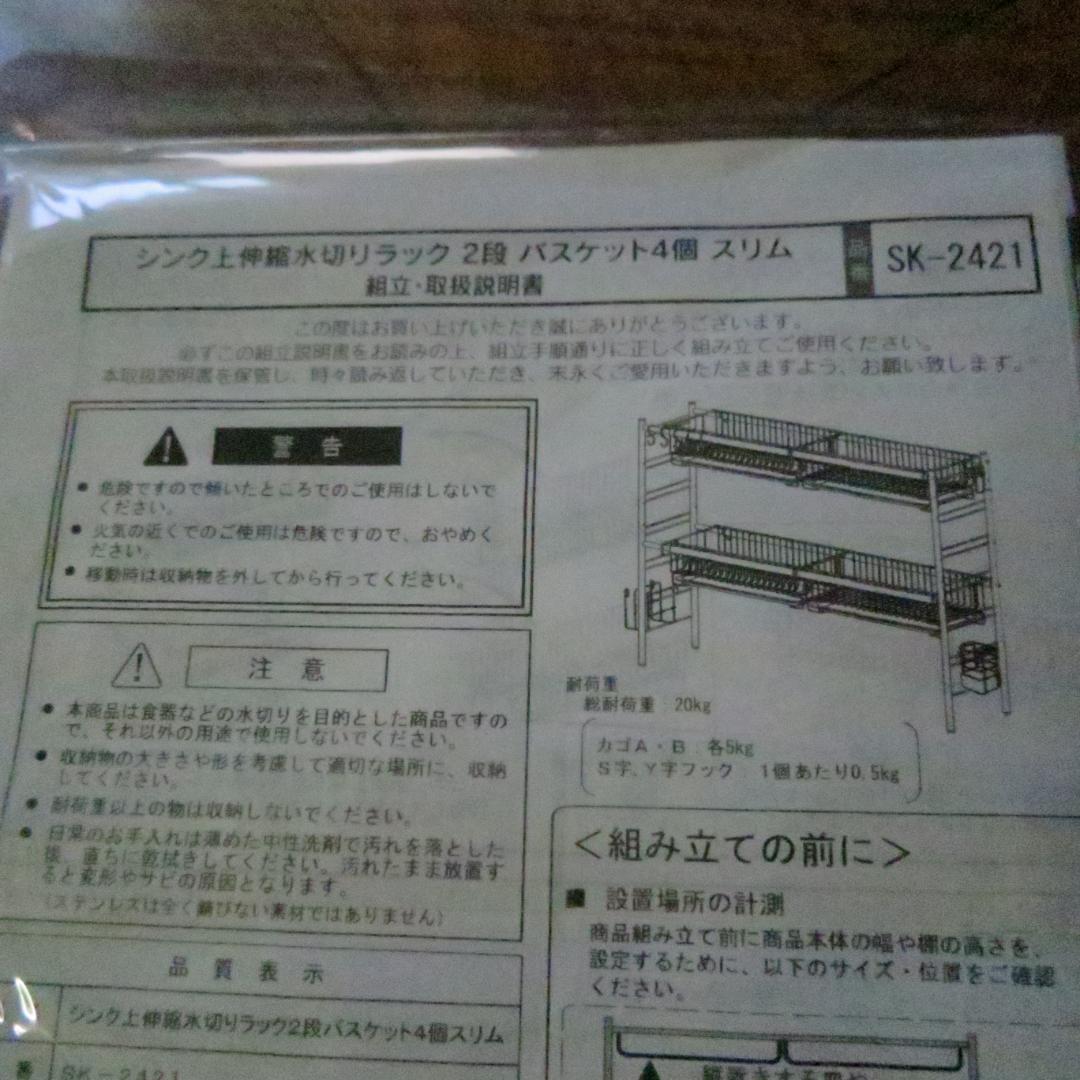 シンク上伸縮水切りラック 2段 バスケット4個 スリム
組立・取扱説明書
品番
SK-2421
この度はお買い上げいただき誠にありがとうございます。
必ずこの組立説明書をお読みの上、組立手順通りに正しく組み立てご使用ください。
本取扱説明書を保管し、時々読み返していただき、末永くご愛用いただきますよう、お願い致します。
警告
● 危険ですので傾いたところでのご使用はしないで
ください。
● 火気の近くでのご使用は危険ですので、おやめく
ださい。
● 移動時は収納物を外してから行ってください。
注意
● 本商品は食器などの水切りを目的とした商品ですの
で、それ以外の用途で使用しないでください。
● 収納物の大きさや形を考慮して適切な場所に、収納
してください。
● 耐荷重以上の物は収納しないでください。
● 日常のお手入れは薄めた中性洗剤で汚れを落とした
後、直ちに乾拭きしてください。汚れたまま放置す
ると変形やサビの原因となります。
(ステンレスは全く錆びない素材ではありません)
品質表示
シンク上伸縮水切りラック2段バスケット4個スリム
番
SK-2421
耐荷重
総耐荷重:20kg
カゴA・B:各5kg
S字、Y字フック:1個あたり0.5kg
<組み立ての前に>
■ 設置場所の計測
商品組み立て前に商品本体の幅や棚の高さを、
設定するために、以下のサイズ・位置をご確認
ください。